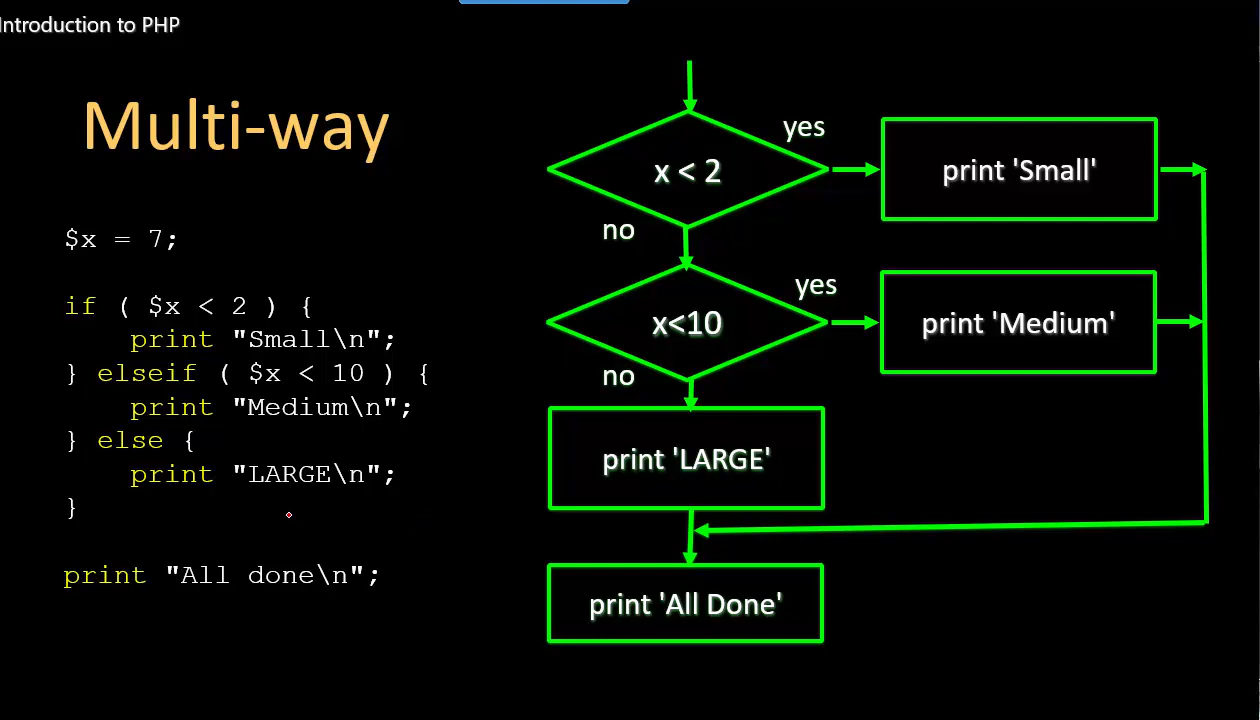 Introduction to PHP
Multi-way
$x = 7;
if ( $x < 2 ) {
    print "Small\n";
} elseif ( $x < 10 ) {
    print "Medium\n";
} else {
    print "LARGE\n";
}
print "All done\n";
x < 2
yes
print 'Small'
no
x<10
yes
print 'Medium'
no
print 'LARGE'
print 'All Done'